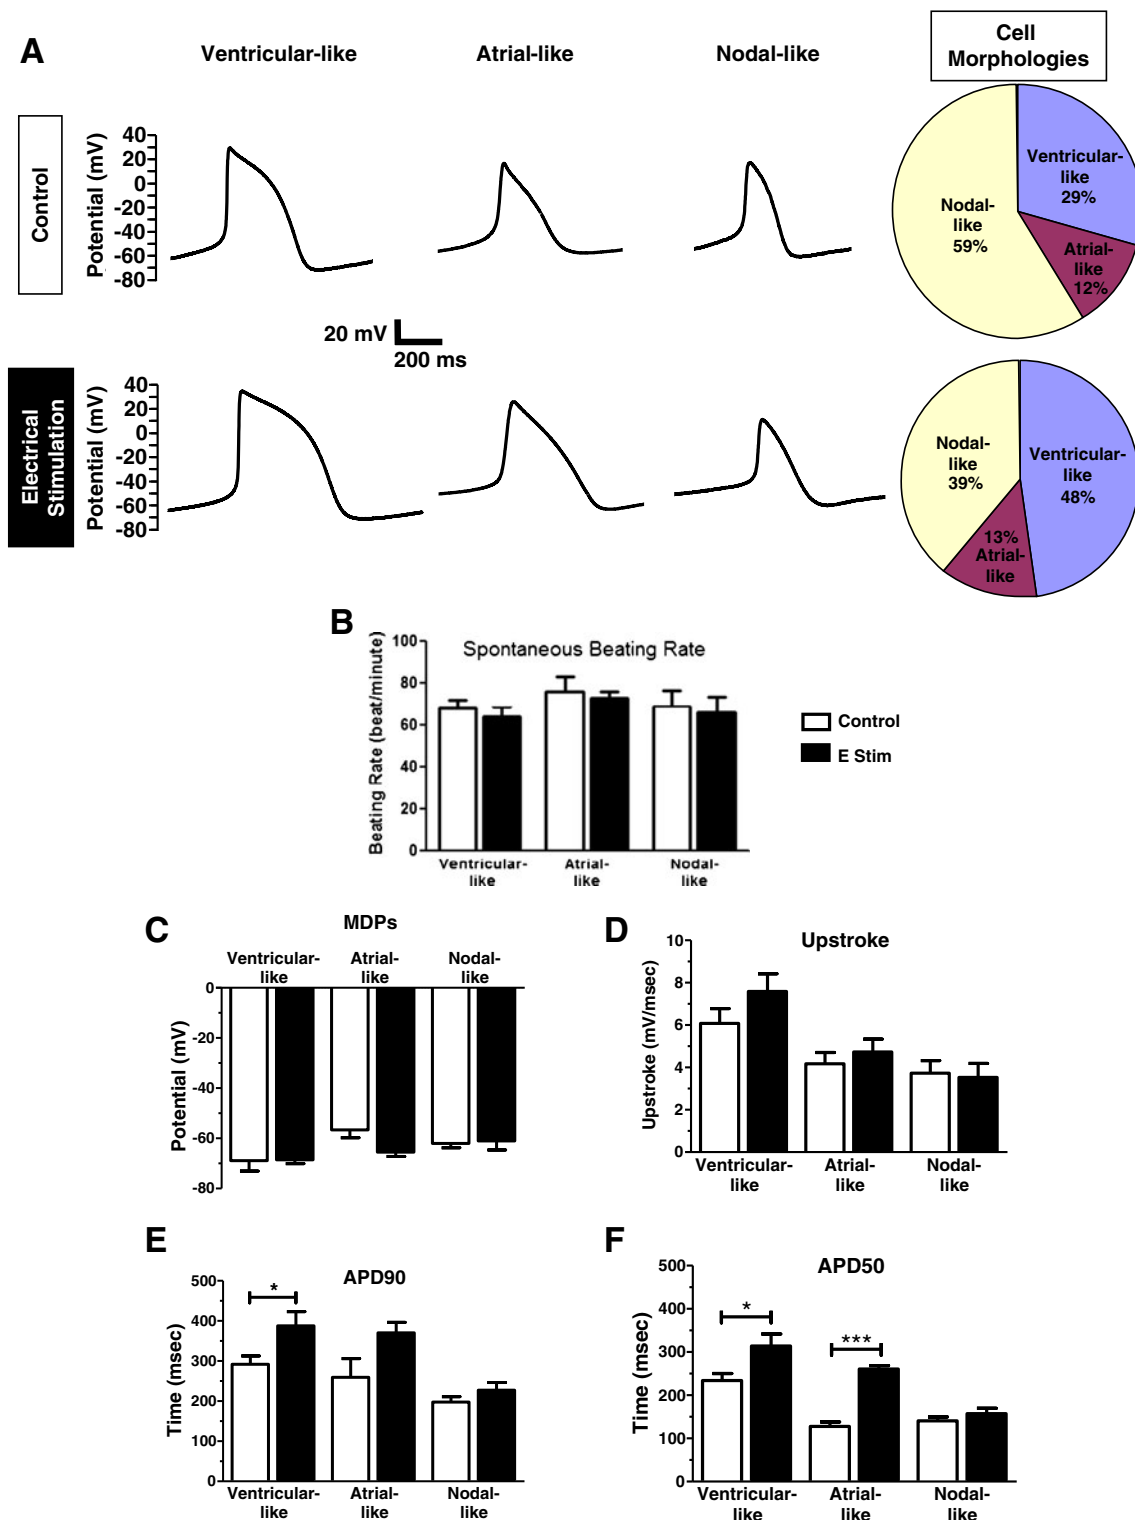 A
Ventricular-like
Atrial-like
Nodal-like
Cell
Morphologies
Control
Potential (mV)
40
20
0
-20
-40
-60
-80
Nodal-
like
59%
Ventricular-
like
29%
Atrial-
like
12%
20 mV
200 ms
Electrical
Stimulation
Potential (mV)
40
20
0
-20
-40
-60
-80
Nodal-
like
39%
Ventricular-
like
48%
13%
Atrial-
like
B
Spontaneous Beating Rate
Beating Rate (beat/minute)
100
80
60
40
20
0
Ventricular-
like
Atrial-
like
Nodal-
like
Control
E Stim
C
MDPs
Ventricular-
like
Atrial-
like
Nodal-
like
Potential (mV)
0
-20
-40
-60
-80
D
Upstroke
Upstroke (mV/msec)
10
8
6
4
2
0
Ventricular-
like
Atrial-
like
Nodal-
like
E
APD90
Time (msec)
500
400
300
200
100
0
*
Ventricular-
like
Atrial-
like
Nodal-
like
F
APD50
Time (msec)
500
300
300
200
100
0
*
***
Ventricular-
like
Atrial-
like
Nodal-
like